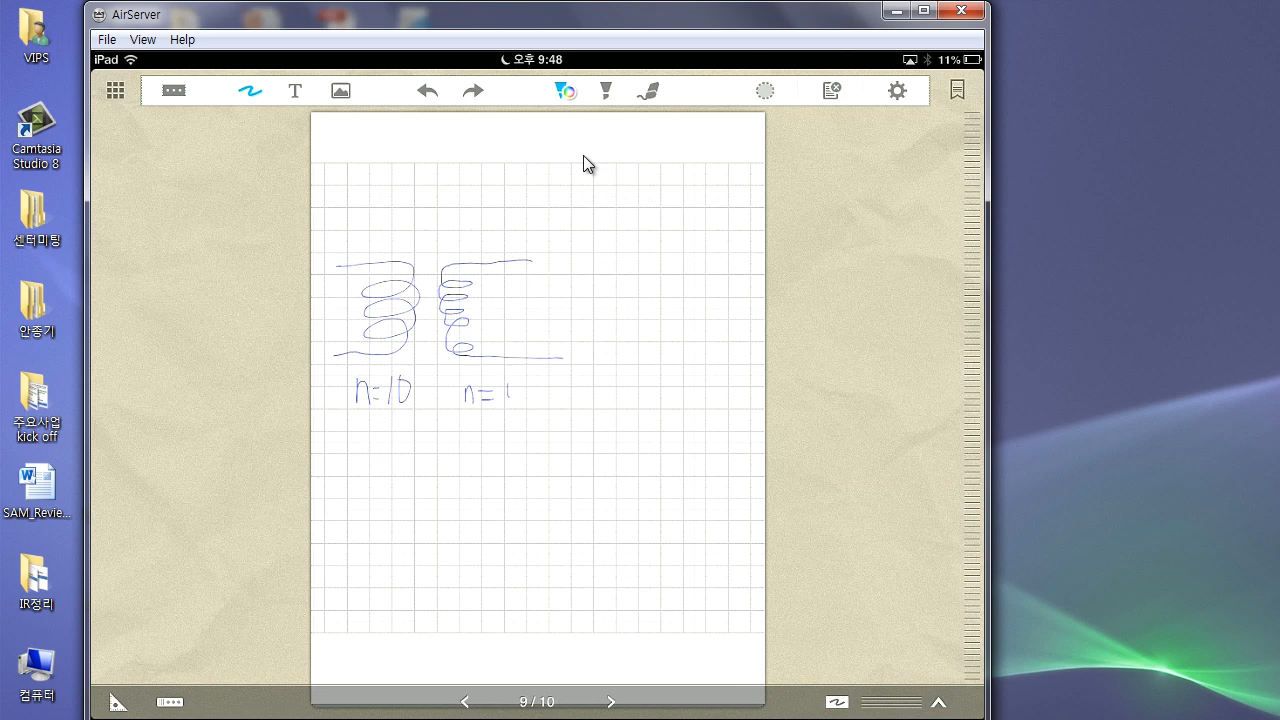 VIPS
Camtasia
Studio 8
센터미팅
안종기
주요사업
kick off
SAM_Revie...
IR정리
컴퓨터
AirServer
File View Help
iPad 오후 9:48 11%
T
n=10 n=1
9 / 10